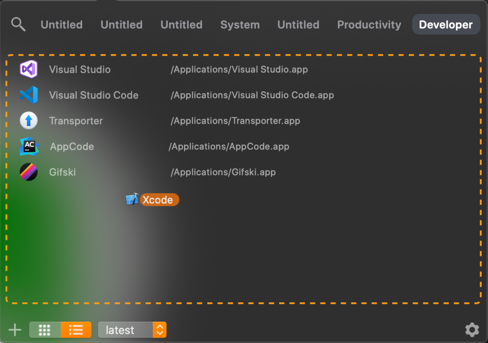 Untitled Untitled Untitled System Untitled Productivity Developer
Visual Studio /Applications/Visual Studio.app
Visual Studio Code /Applications/Visual Studio Code.app
Transporter /Applications/Transporter.app
AC AppCode /Applications/AppCode.app
Gifski /Applications/Gifski.app
Xcode
latest